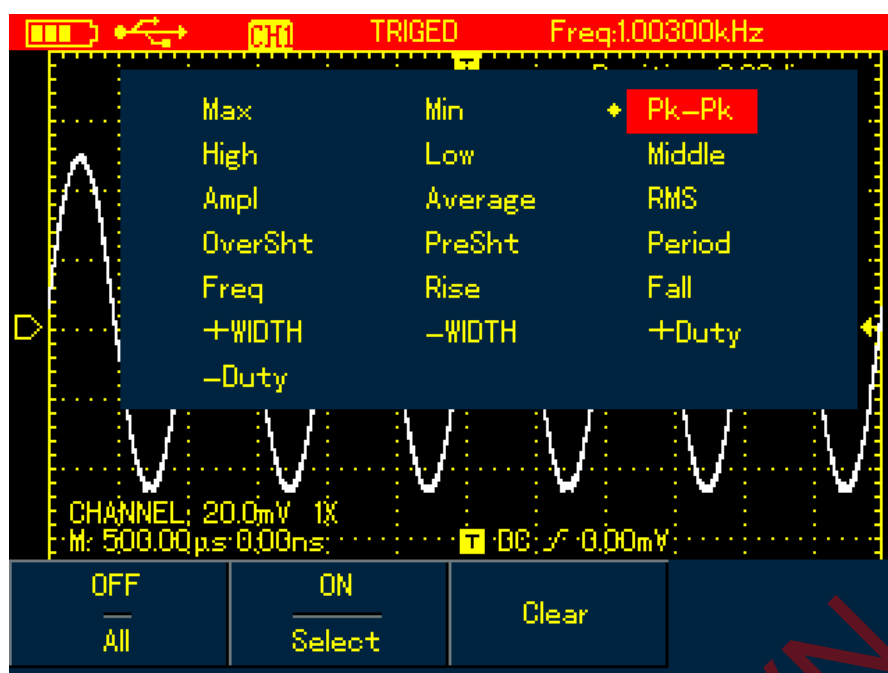 CH1 TRIGED Freq:1.00300kHz
T
Max Min Pk-Pk
High Low Middle
Ampl Average RMS
OverSht PreSht Period
Freq Rise Fall
+WIDTH -WIDTH +Duty
-Duty
CHANNEL: 20.0mV 1X
M: 500.00µs 0.00ns T DC 0.00mV
OFF ON Clear
All Select